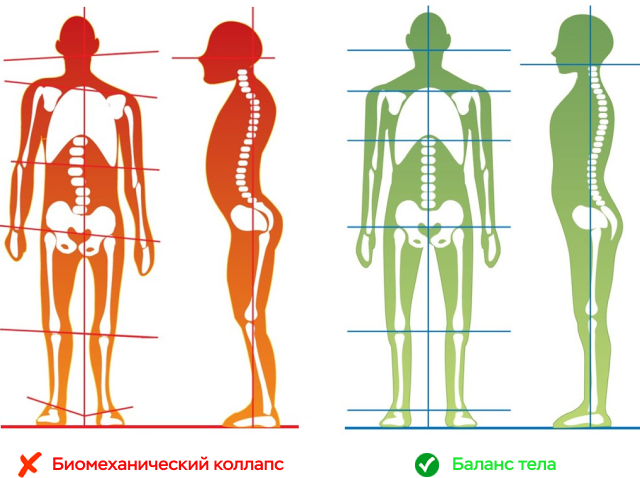 Биомеханический коллапс
Баланс тела